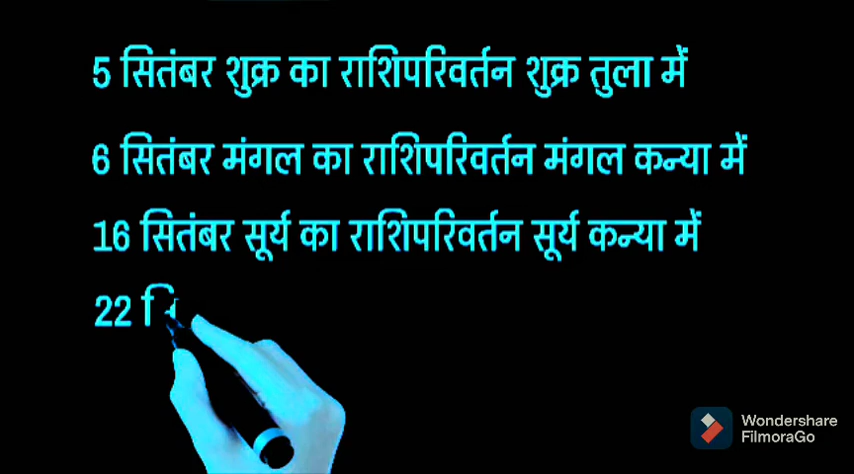 5 सितंबर शुक्र का राशिपरिवर्तन शुक्र तुला में
6 सितंबर मंगल का राशिपरिवर्तन मंगल कन्या में
16 सितंबर सूर्य का राशिपरिवर्तन सूर्य कन्या में
22
Wondershare
FilmoraGo